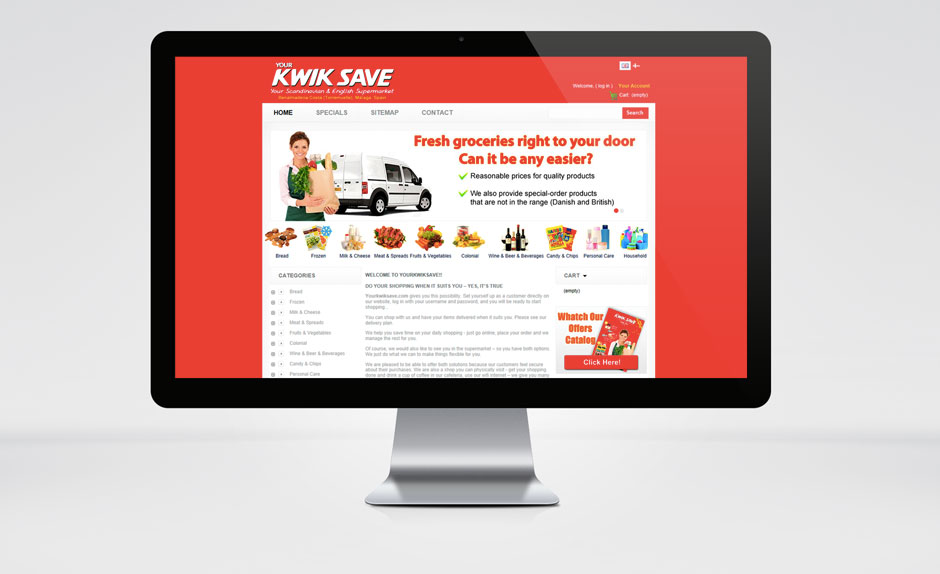 YOUR
KWIK SAVE
Your Scandinavian & English Supermarket
Welcome, ( log in ) Your Account
Cart: (empty)
HOME SPECIALS SITEMAP CONTACT
Search
Fresh groceries right to your door
Can it be any easier?
Reasonable prices for quality products
We also provide special-order products
that are not in the range (Danish and British)
Bread Frozen Milk & Cheese Meat & Spreads Fruits & Vegetables Colonial Wine & Beer & Beverages Candy & Chips Personal Care Household
CATEGORIES
Bread
Frozen
Milk & Cheese
Meat & Spreads
Fruits & Vegetables
Colonial
Wine & Beer & Beverages
Candy & Chips
Personal Care
WELCOME TO YOURKWIKSAVE!!
DO YOUR SHOPPING WHEN IT SUITS YOU – YES, IT'S TRUE
Yourkwiksave.com gives you this possibility. Set yourself up as a customer directly on
our website, log in with your username and password, and you will be ready to start
shopping...
You can shop with us and have your items delivered when it suits you. Please see our
delivery plan.
We help you save time on your daily shopping - just go online, place your order and we
manage the rest for you.
Of course, we would also like to see you in the supermarket – so you have both options.
We just do what we can to make things flexible for you.
We are pleased to be able to offer both solutions because our customers feel secure
about their purchases. We are also a shop you can physically visit - get your shopping
done and drink a cup of coffee in our cafeteria, use our wifi internet – we give you many
CART
(empty)
Whatch Our
Offers
Catalog
KWIK SAVE
Click Here!